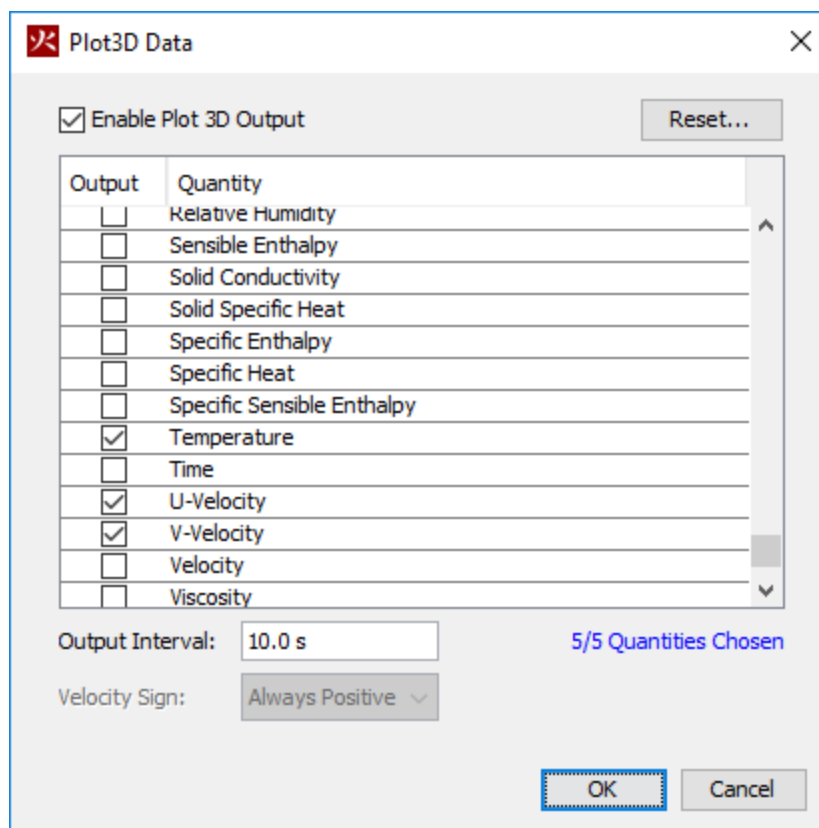 火 Plot3D Data
Enable Plot 3D Output Reset...
Output Quantity
Relative Humidity
Sensible Enthalpy
Solid Conductivity
Solid Specific Heat
Specific Enthalpy
Specific Heat
Specific Sensible Enthalpy
Temperature
Time
U-Velocity
V-Velocity
Velocity
Viscosity
Output Interval: 10.0 s 5/5 Quantities Chosen
Velocity Sign: Always Positive
OK Cancel